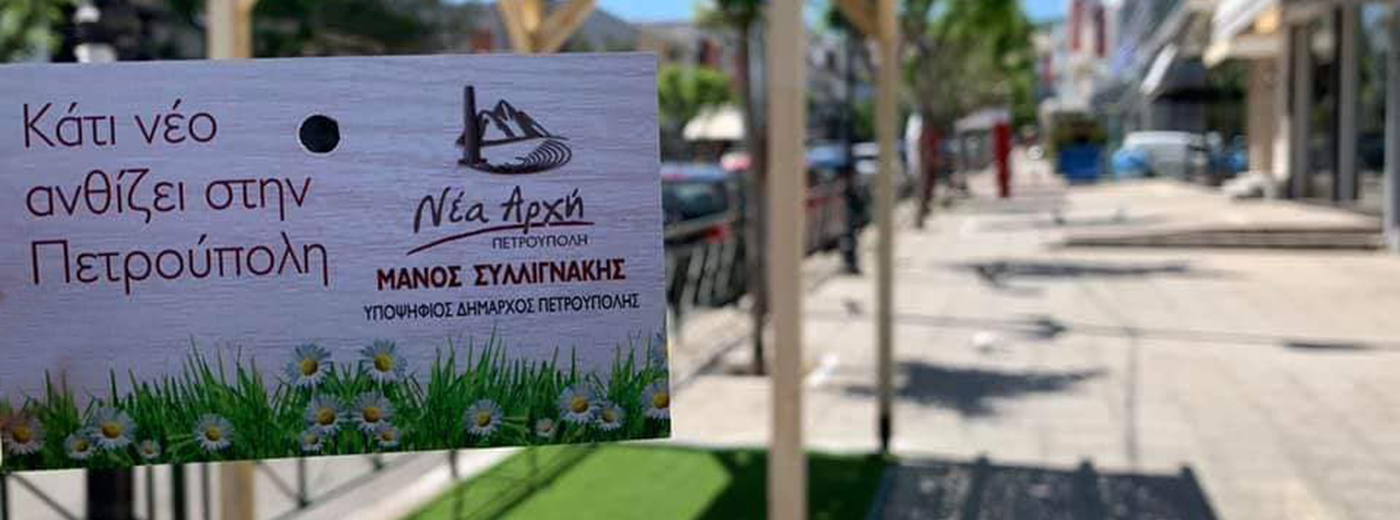 Κάτι νέο
ανθίζει στην
Πετρούπολη
Νέα Αρχή
ΠΕΤΡΟΥΠΟΛΗ
ΜΑΝΟΣ ΣΥΛΛΙΓΝΑΚΗΣ
ΥΠΟΨΗΦΙΟΣ ΔΗΜΑΡΧΟΣ ΠΕΤΡΟΥΠΟΛΗΣ